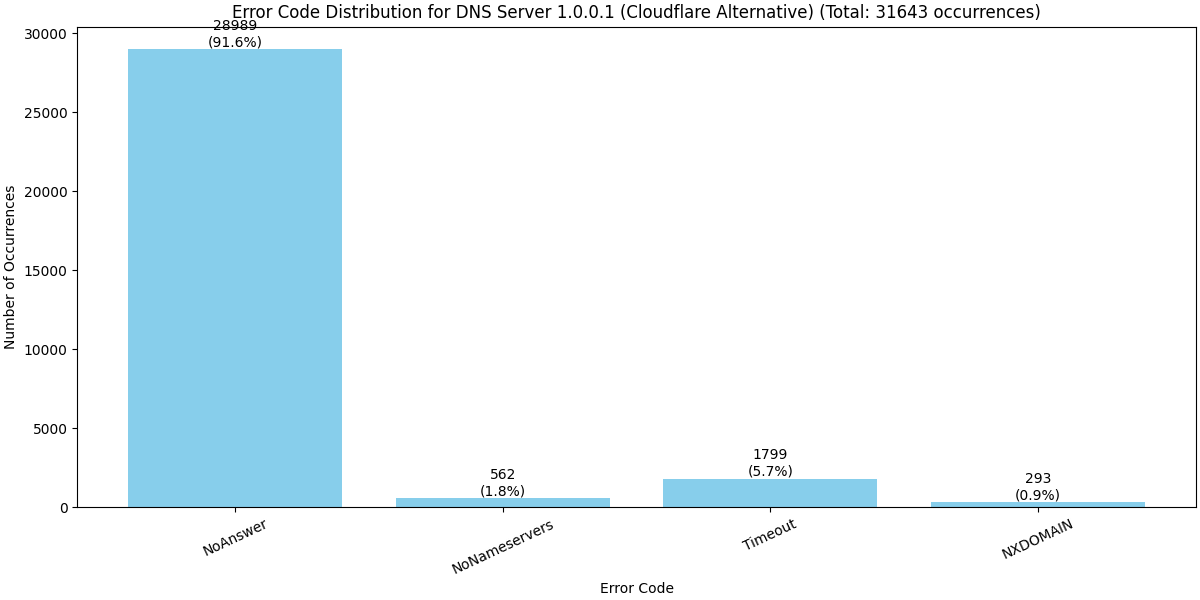 Error Code Distribution for DNS Server 1.0.0.1 (Cloudflare Alternative) (Total: 31643 occurrences)
28989
(91.6%)
30000
25000
20000
15000
10000
5000
0
Number of Occurrences
562
(1.8%)
1799
(5.7%)
293
(0.9%)
NoAnswer
NoNameservers
Timeout
NXDOMAIN
Error Code